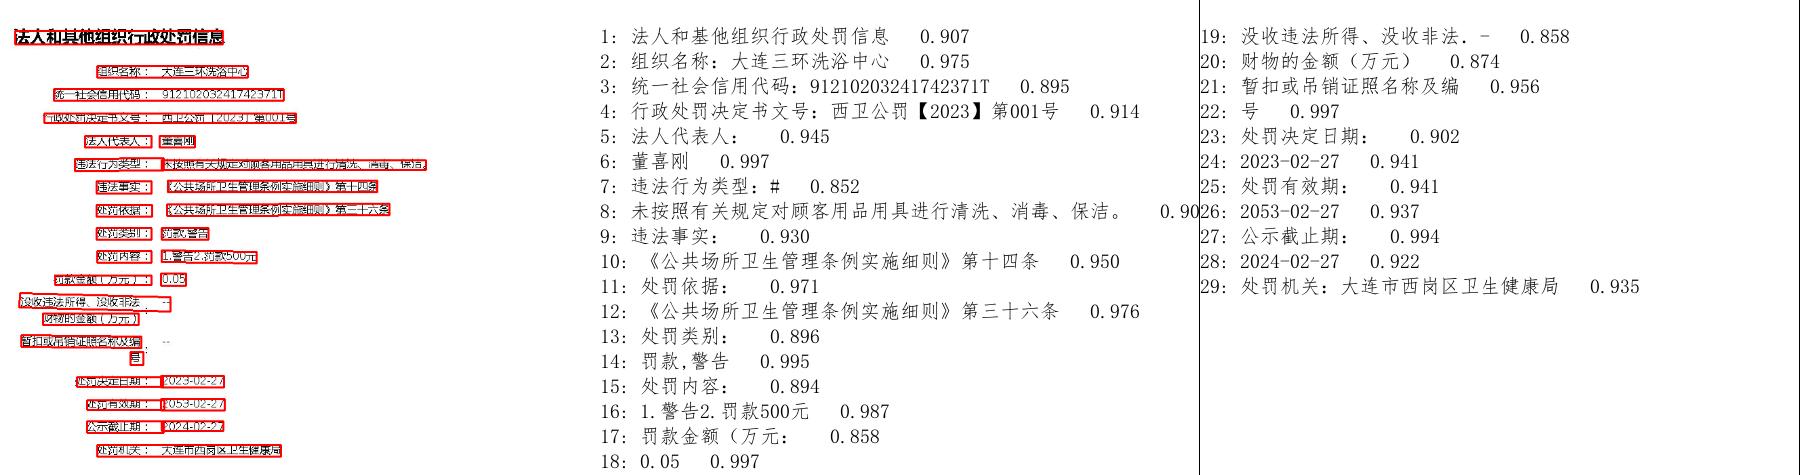 法人和其他组织行政处罚信息
组织名称： 大连三环洗浴中心
统一社会信用代码： 91210203241742371T
行政处罚决定书文号： 西卫公罚【2023】第001号
法人代表人： 董喜刚
违法行为类型： 未按照有关规定对顾客用品用具进行清洗、消毒、保洁。
违法事实： 《公共场所卫生管理条例实施细则》第十四条
处罚依据： 《公共场所卫生管理条例实施细则》第三十六条
处罚类别： 罚款,警告
处罚内容： 1.警告2.罚款500元
罚款金额（万元）： 0.05
没收违法所得、没收非法 --
财物的金额（万元）：
暂扣或吊销证照名称及编 --
号：
处罚决定日期： 2023-02-27
处罚有效期： 2053-02-27
公示截止期： 2024-02-27
处罚机关： 大连市西岗区卫生健康局
1: 法人和基他组织行政处罚信息 0.907
2: 组织名称: 大连三环洗浴中心 0.975
3: 统一社会信用代码: 91210203241742371T 0.895
4: 行政处罚决定书文号: 西卫公罚【2023】第001号 0.914
5: 法人代表人: 0.945
6: 董喜刚 0.997
7: 违法行为类型: # 0.852
8: 未按照有关规定对顾客用品用具进行清洗、消毒、保洁。 0.90
9: 违法事实: 0.930
10: 《公共场所卫生管理条例实施细则》第十四条 0.950
11: 处罚依据: 0.971
12: 《公共场所卫生管理条例实施细则》第三十六条 0.976
13: 处罚类别: 0.896
14: 罚款,警告 0.995
15: 处罚内容: 0.894
16: 1.警告2.罚款500元 0.987
17: 罚款金额（万元: 0.858
18: 0.05 0.997
19: 没收违法所得、没收非法.- 0.858
20: 财物的金额（万元） 0.874
21: 暂扣或吊销证照名称及编 0.956
22: 号 0.997
23: 处罚决定日期: 0.902
24: 2023-02-27 0.941
25: 处罚有效期: 0.941
26: 2053-02-27 0.937
27: 公示截止期: 0.994
28: 2024-02-27 0.922
29: 处罚机关: 大连市西岗区卫生健康局 0.935